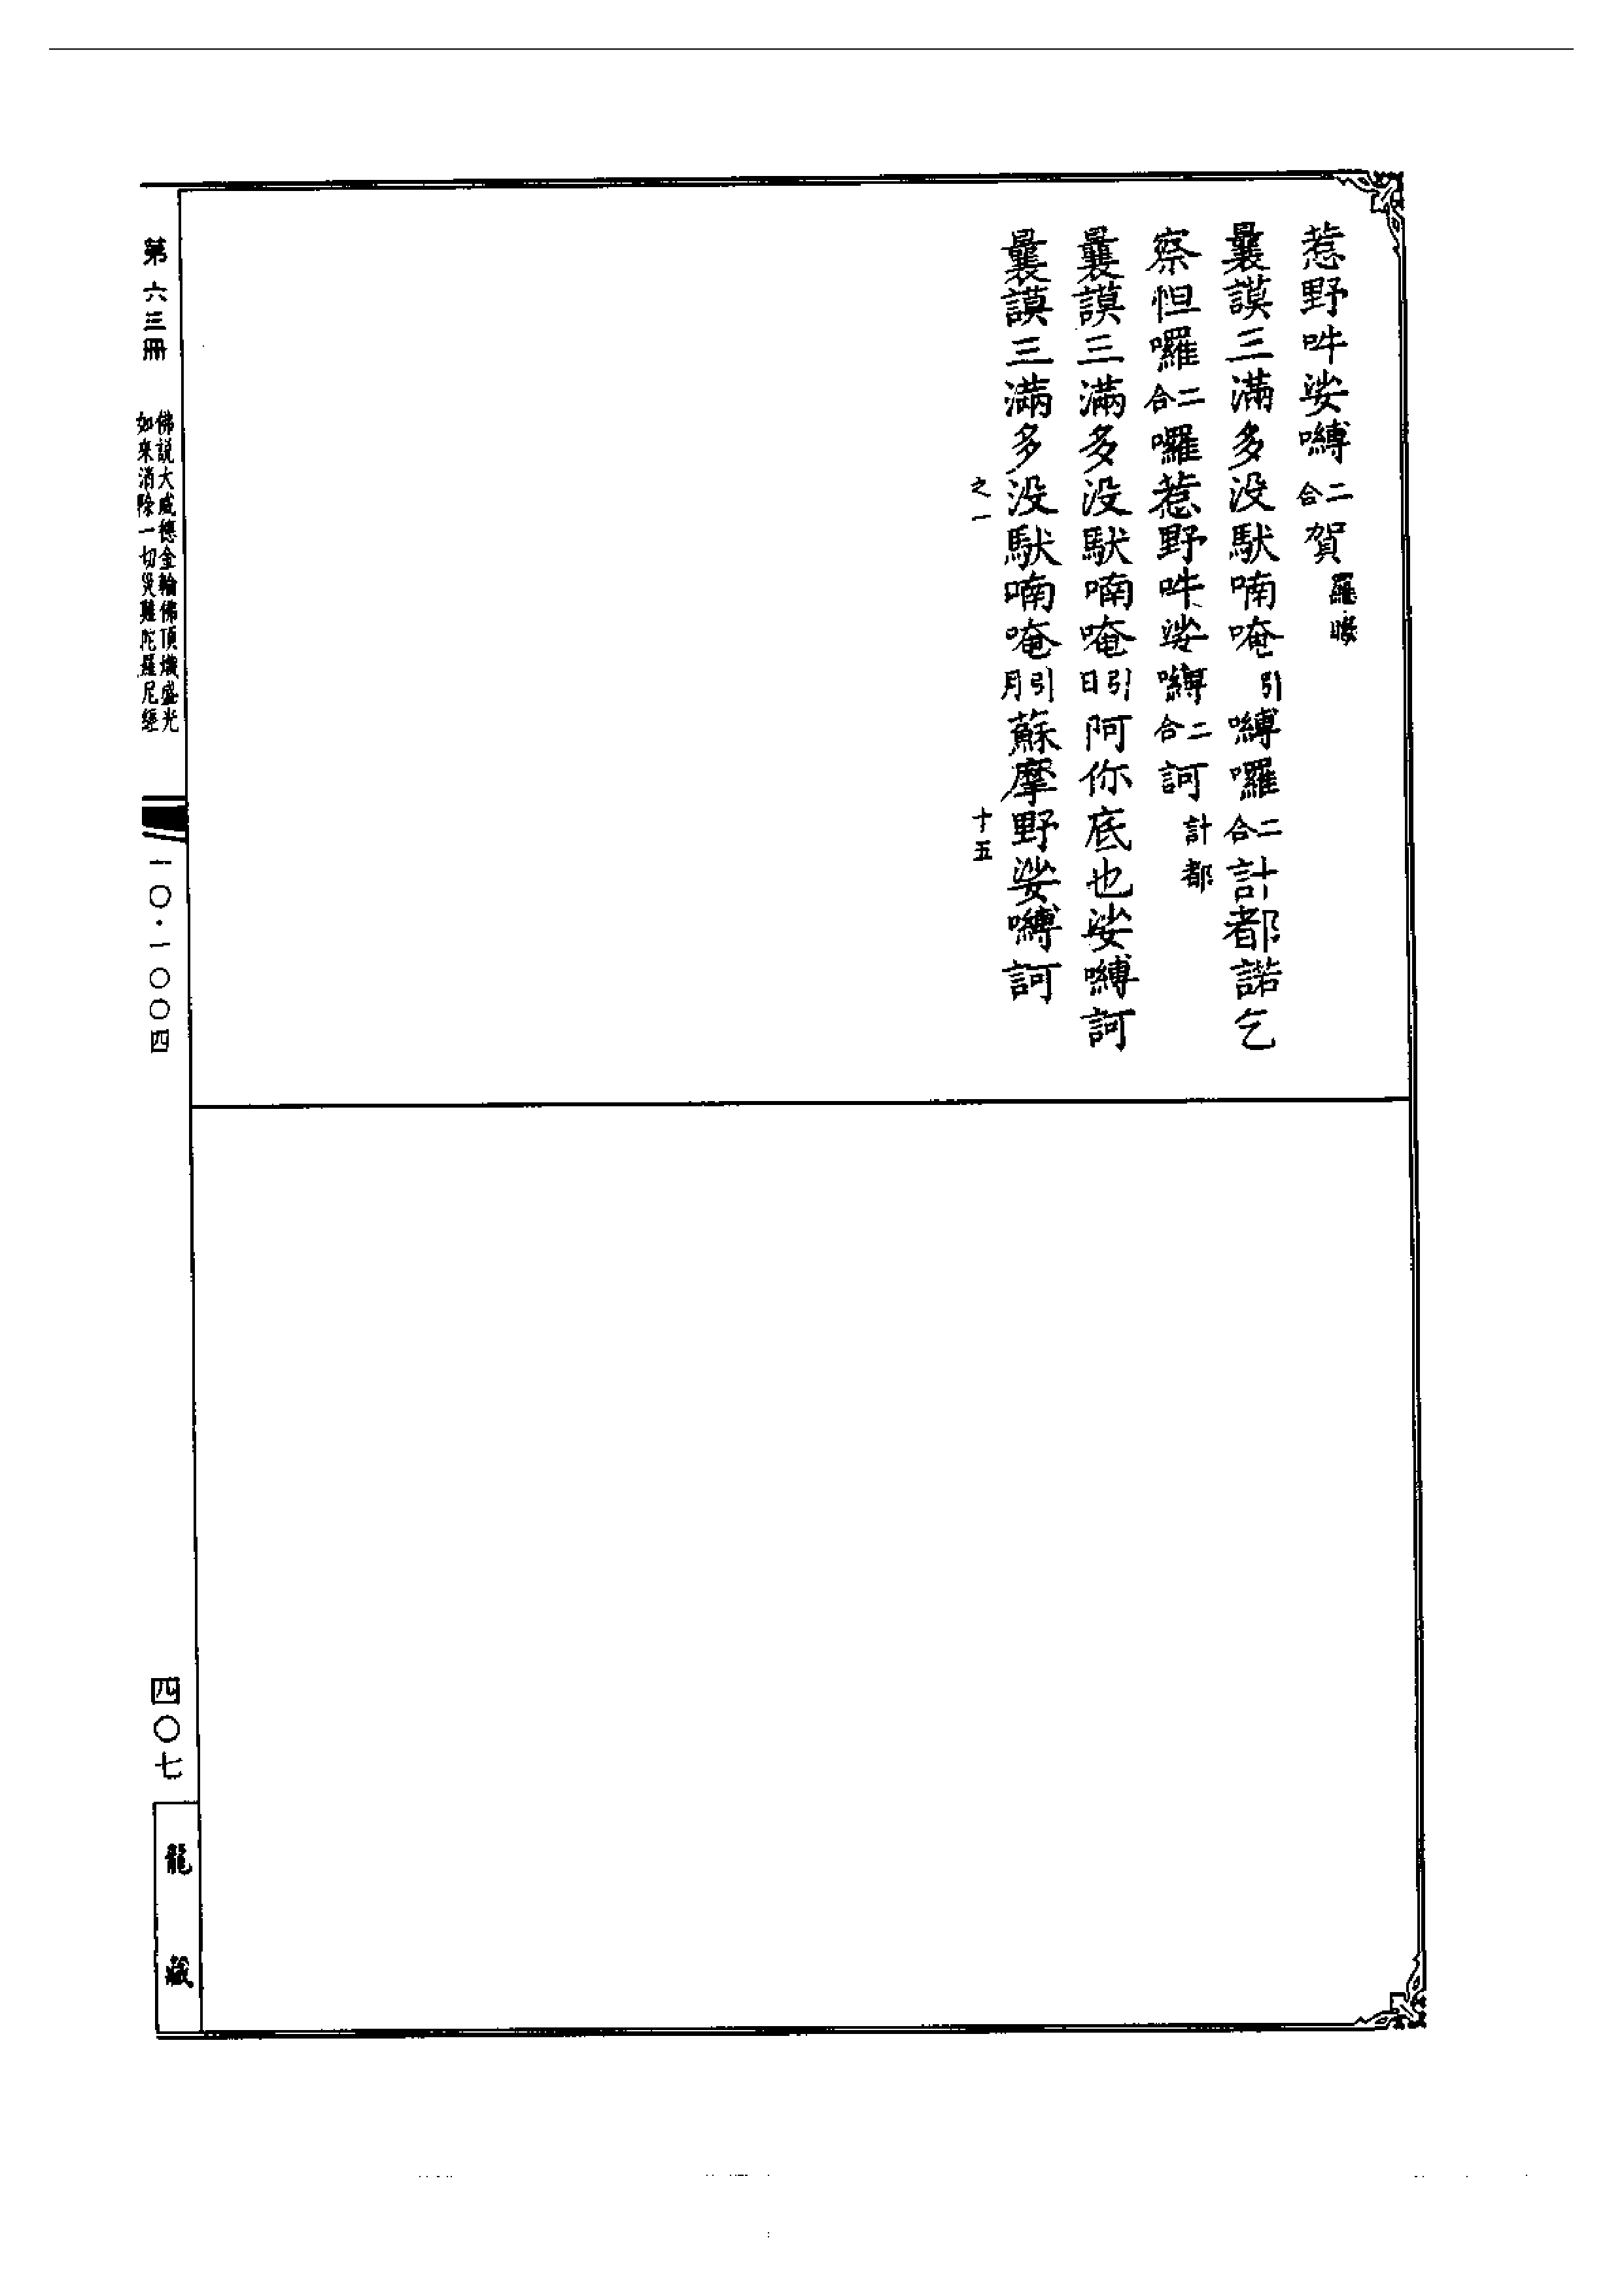 惹野吽娑嚩二合賀羅睺
曩謨三滿多没馱喃唵引嚩囉二合計都諾乞
察怛囉二合囉惹野吽娑嚩二合訶計都
曩謨三滿多没馱喃唵引日阿你底也娑嚩訶
曩謨三滿多没馱喃唵引月蘇摩野娑嚩訶
之一 十五
第六三冊
佛説大威德金輪佛頂熾盛光
如來消除一切災難陀羅尼經
一〇·一〇〇四
四〇七
龍藏